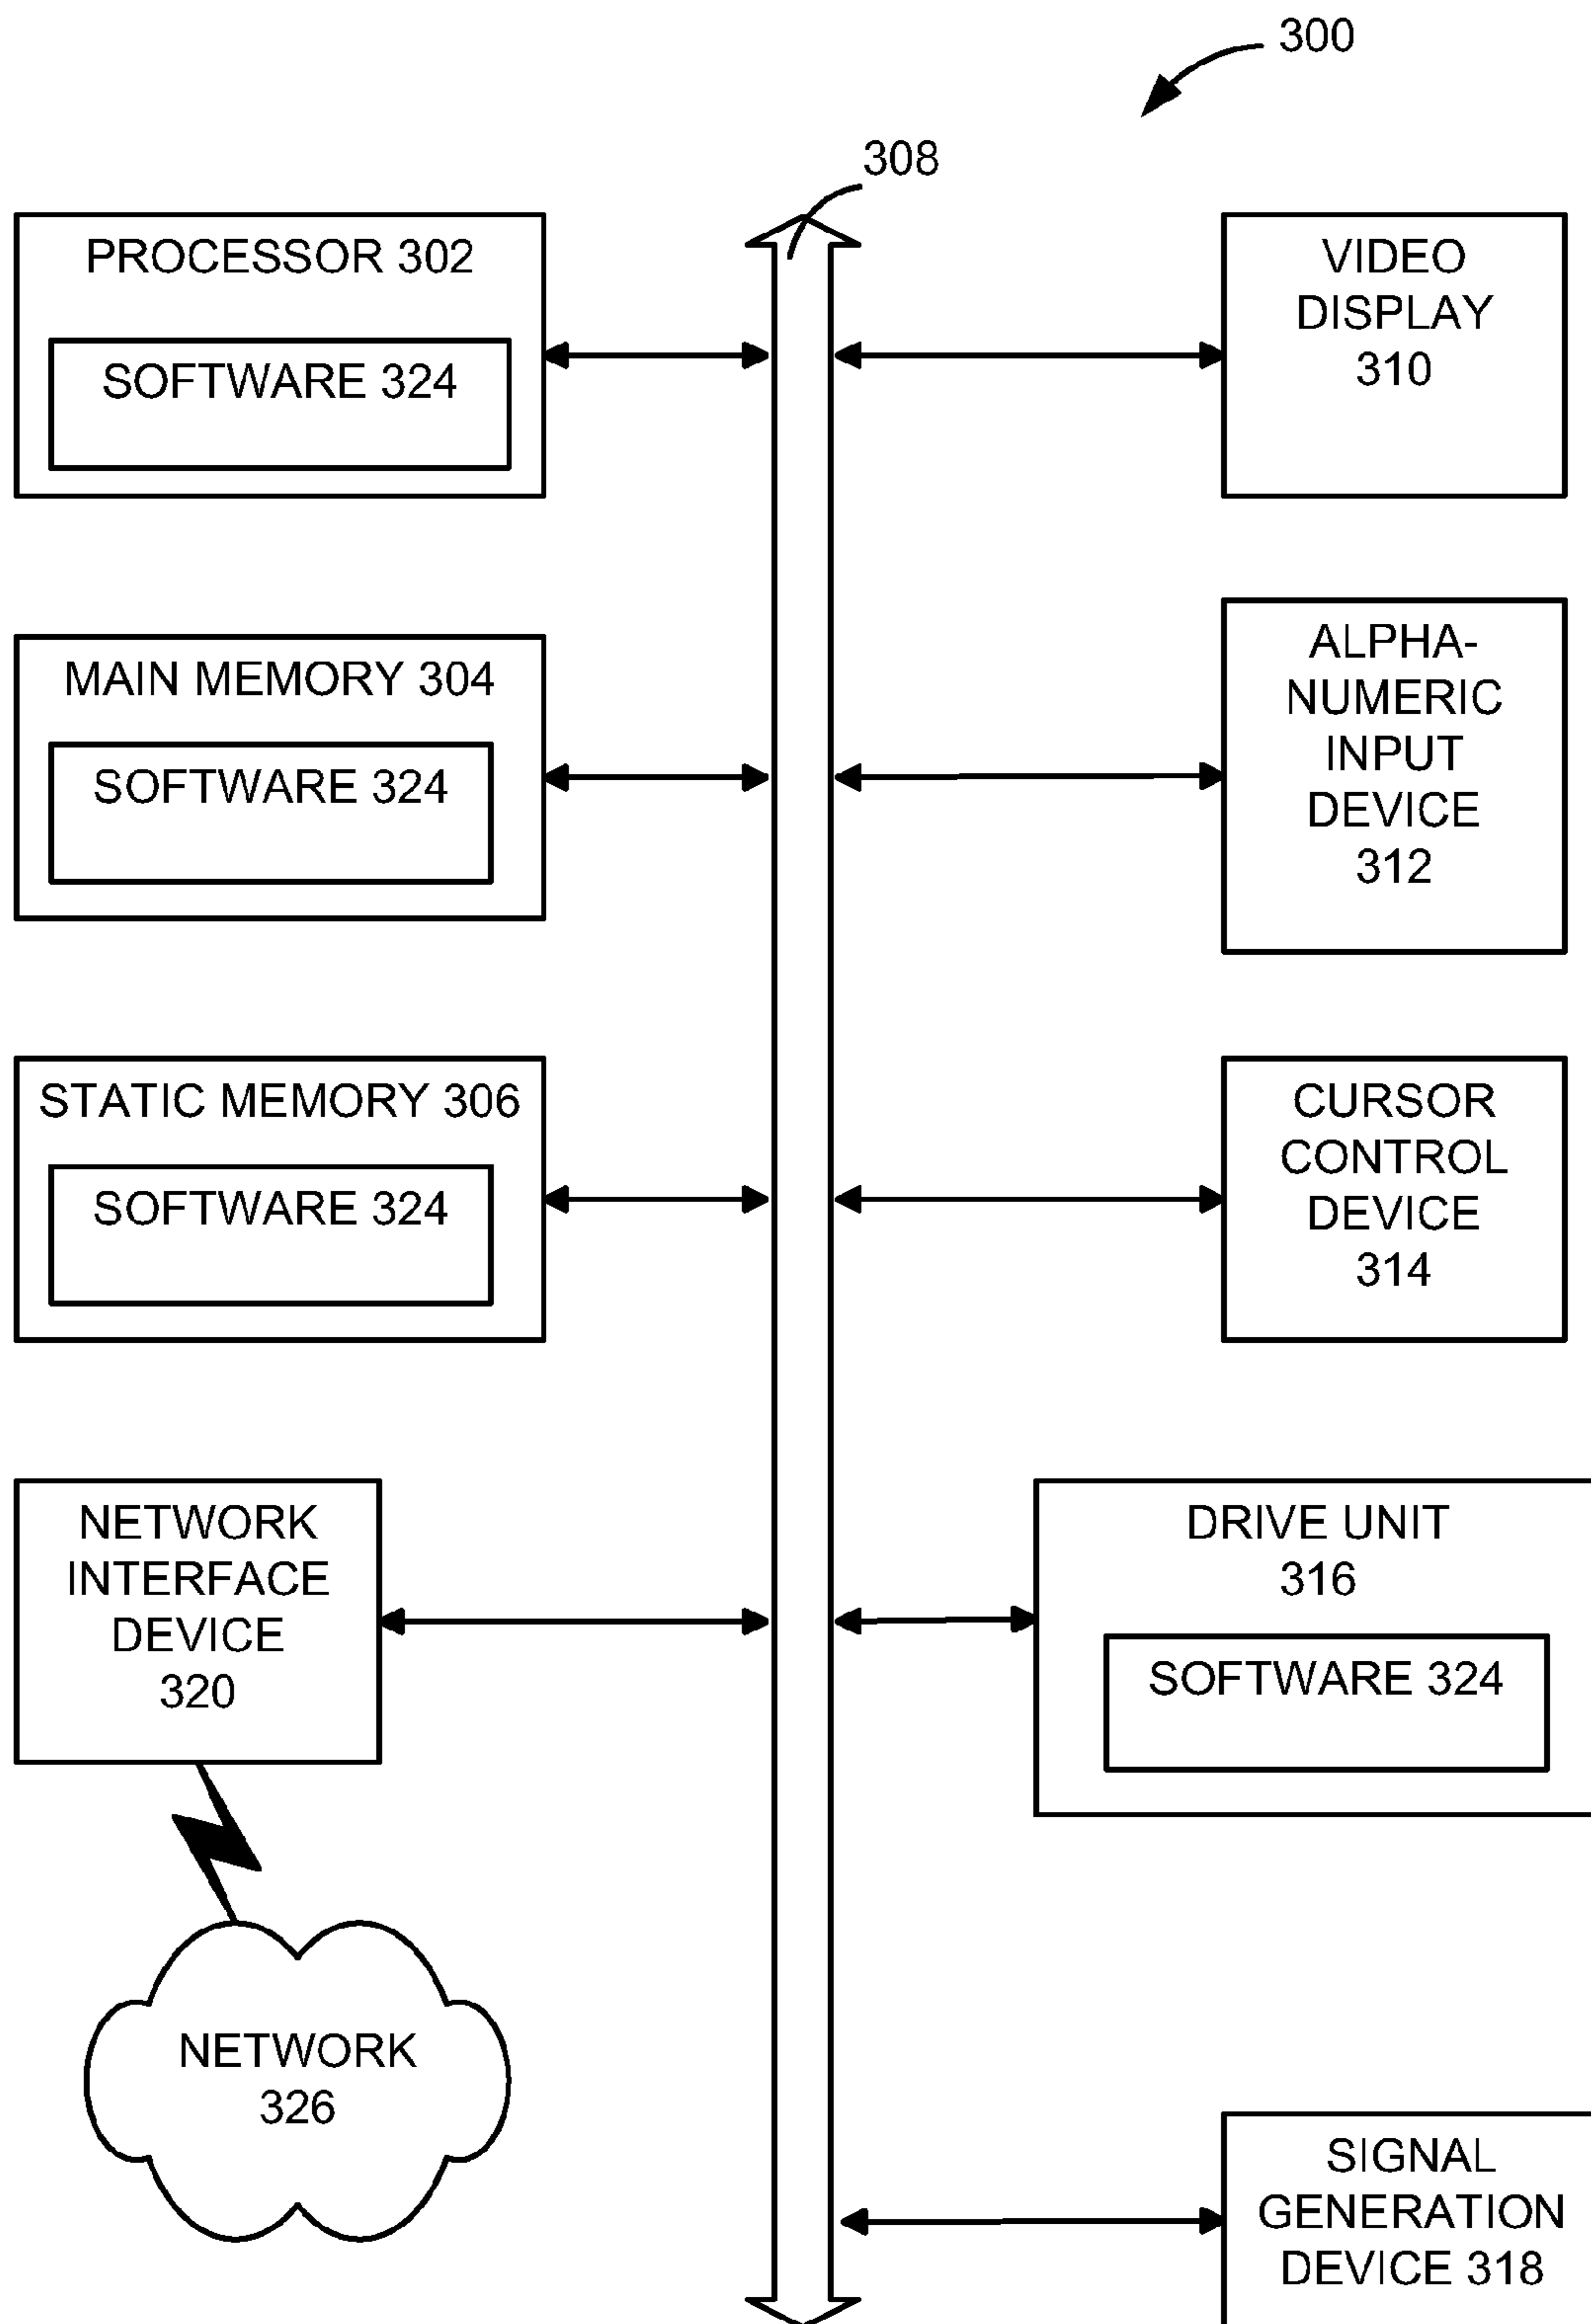 300
308
PROCESSOR 302
SOFTWARE 324
VIDEO
DISPLAY
310
MAIN MEMORY 304
SOFTWARE 324
ALPHA-
NUMERIC
INPUT
DEVICE
312
STATIC MEMORY 306
SOFTWARE 324
CURSOR
CONTROL
DEVICE
314
NETWORK
INTERFACE
DEVICE
320
DRIVE UNIT
316
SOFTWARE 324
NETWORK
326
SIGNAL
GENERATION
DEVICE 318